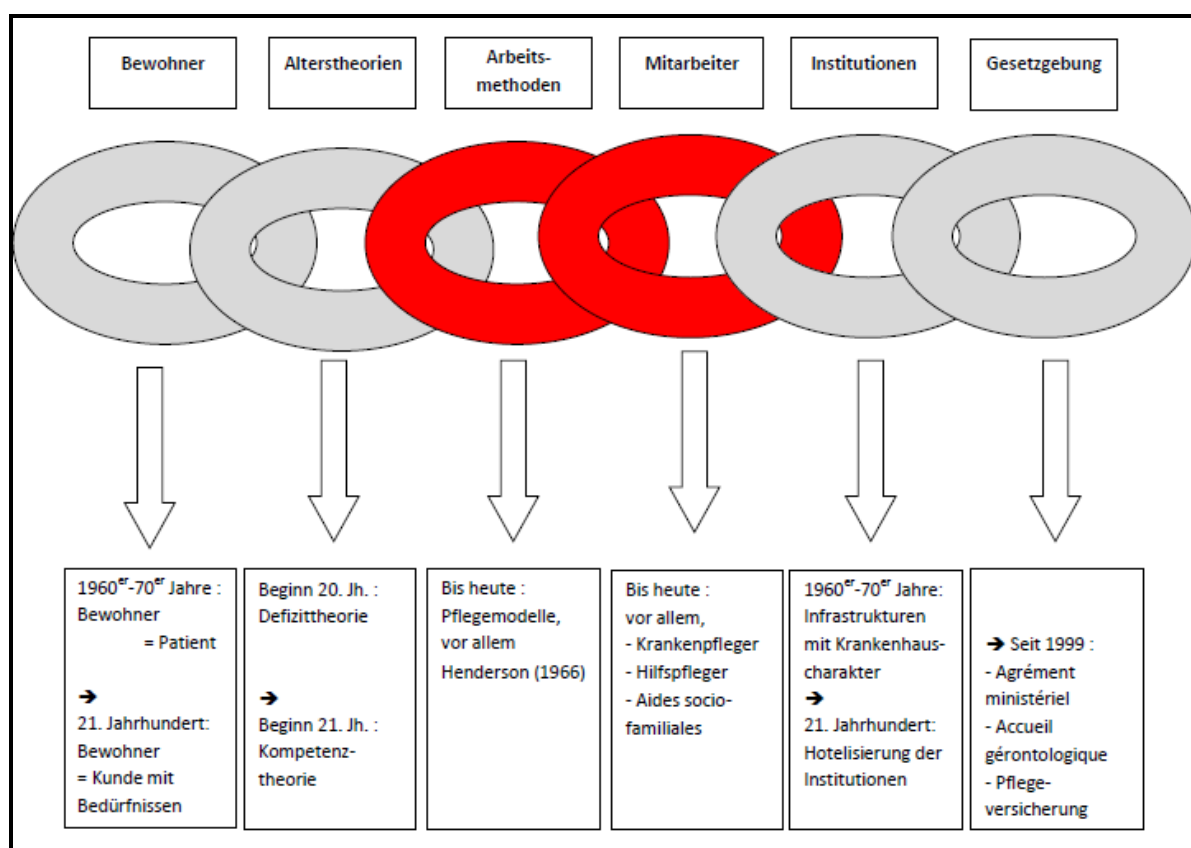 Bewohner
Alterstheorien
Arbeits-
methoden
Mitarbeiter
Institutionen
Gesetzgebung
1960er-70er Jahre :
Bewohner
= Patient
➔
21. Jahrhundert:
Bewohner
= Kunde mit
Bedürfnissen
Beginn 20. Jh. :
Defizittheorie
➔
Beginn 21. Jh. :
Kompetenz-
theorie
Bis heute :
Pflegemodelle,
vor allem
Henderson (1966)
Bis heute :
vor allem,
- Krankenpfleger
- Hilfspfleger
- Aides socio-
familiales
1960er-70er Jahre:
Infrastrukturen
mit Krankenhaus-
charakter
➔
21. Jahrhundert:
Hotelisierung der
Institutionen
➔ Seit 1999 :
- Agrément
ministériel
- Accueil
gérontologique
- Pflege-
versicherung